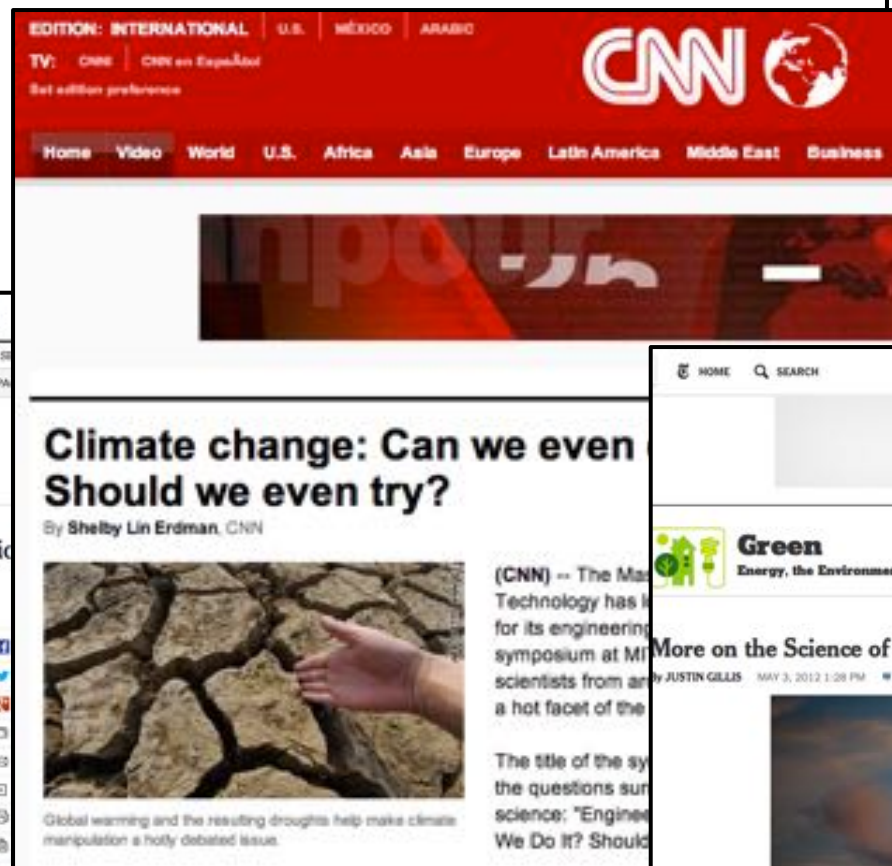 EDITION: INTERNATIONAL U.S. MÉXICO ARABIC
TV: CNNi CNN en Español
Set edition preference
CNN
Home Video World U.S. Africa Asia Europe Latin America Middle East Business
Climate change: Can we even
Should we even try?
By Shelby Lin Erdman, CNN
(CNN) -- The Mas
Technology has
for its engineering
symposium at MI
scientists from
a hot facet of the
The title of the sy
the questions sur
science: "Enginee
We Do It? Should
Global warming and the resulting droughts help make climate
manipulation a hotly debated issue.
HOME SEARCH
Green
Energy, the Environme
More on the Science of
By JUSTIN GILLIS MAY 3, 2012 1:28 PM